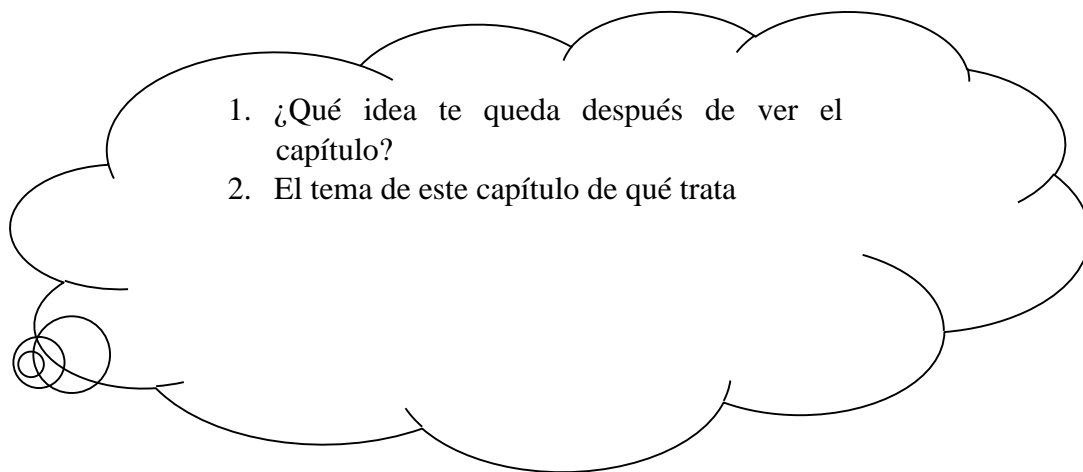 1. ¿Qué idea te queda después de ver el
capítulo?
2. El tema de este capítulo de qué trata